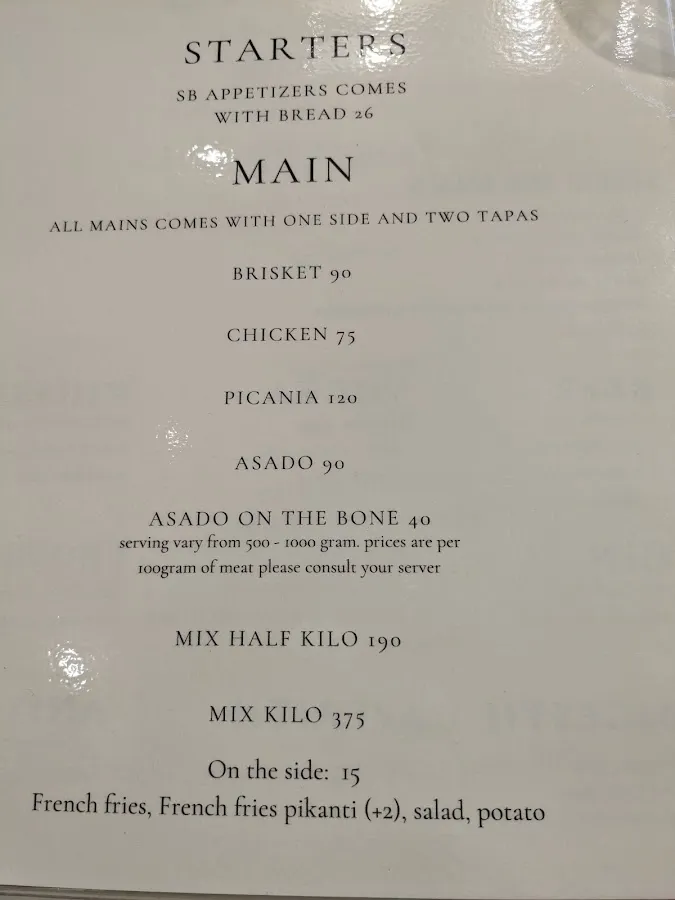 STARTERS
SB APPETIZERS COMES
WITH BREAD 26
MAIN
ALL MAINS COMES WITH ONE SIDE AND TWO TAPAS
BRISKET 90
CHICKEN 75
PICANIA 120
ASADO 90
ASADO ON THE BONE 40
serving vary from 500 - 1000 gram. prices are per
100gram of meat please consult your server
MIX HALF KILO 190
MIX KILO 375
On the side: 15
French fries, French fries pikanti (+2), salad, potato